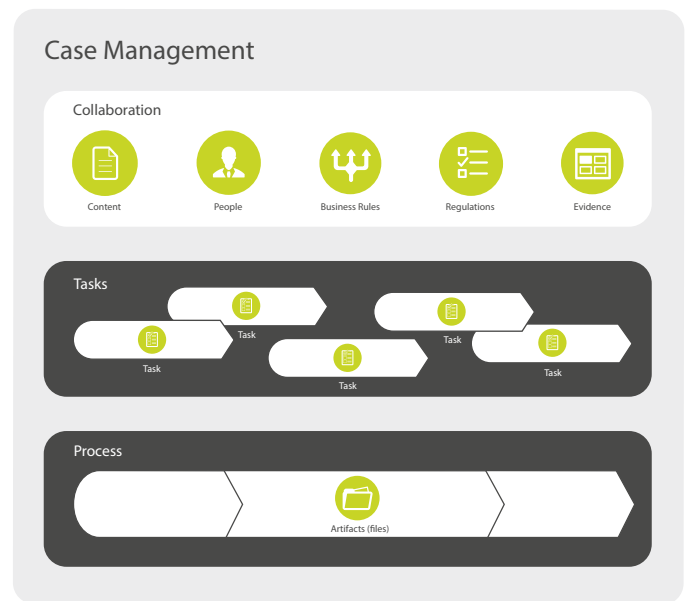 Case Management
Collaboration
Content
People
Business Rules
Regulations
Evidence
Tasks
Task
Task
Task
Task
Task
Process
Artifacts (files)